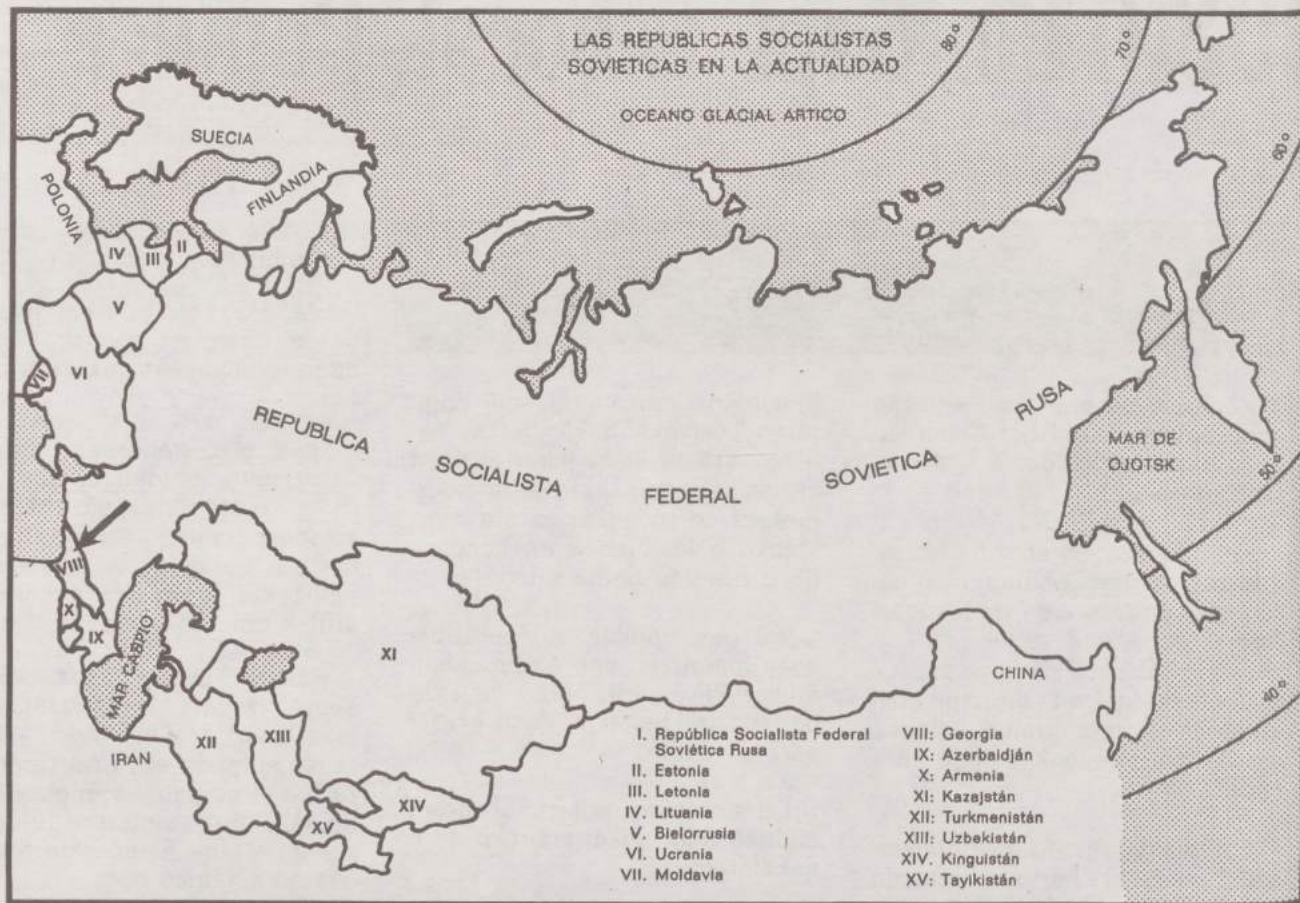 LAS REPUBLICAS SOCIALISTAS
SOVIETICAS EN LA ACTUALIDAD
OCEANO GLACIAL ARTICO
80°
70°
60°
50°
40°
SUECIA
FINLANDIA
POLONIA
IV
III
II
V
VI
VII
REPUBLICA
SOCIALISTA
FEDERAL
SOVIETICA
RUSA
MAR DE
OJOTSK
VIII
X
IX
MAR CASPIO
XI
CHINA
IRAN
XII
XIII
XIV
XV
I. República Socialista Federal
Soviética Rusa
II. Estonia
III. Letonia
IV. Lituania
V. Bielorrusia
VI. Ucrania
VII. Moldavia
VIII: Georgia
IX: Azerbaidján
X: Armenia
XI: Kazajstán
XII: Turkmenistán
XIII: Uzbekistán
XIV. Kinguistán
XV: Tayikistán